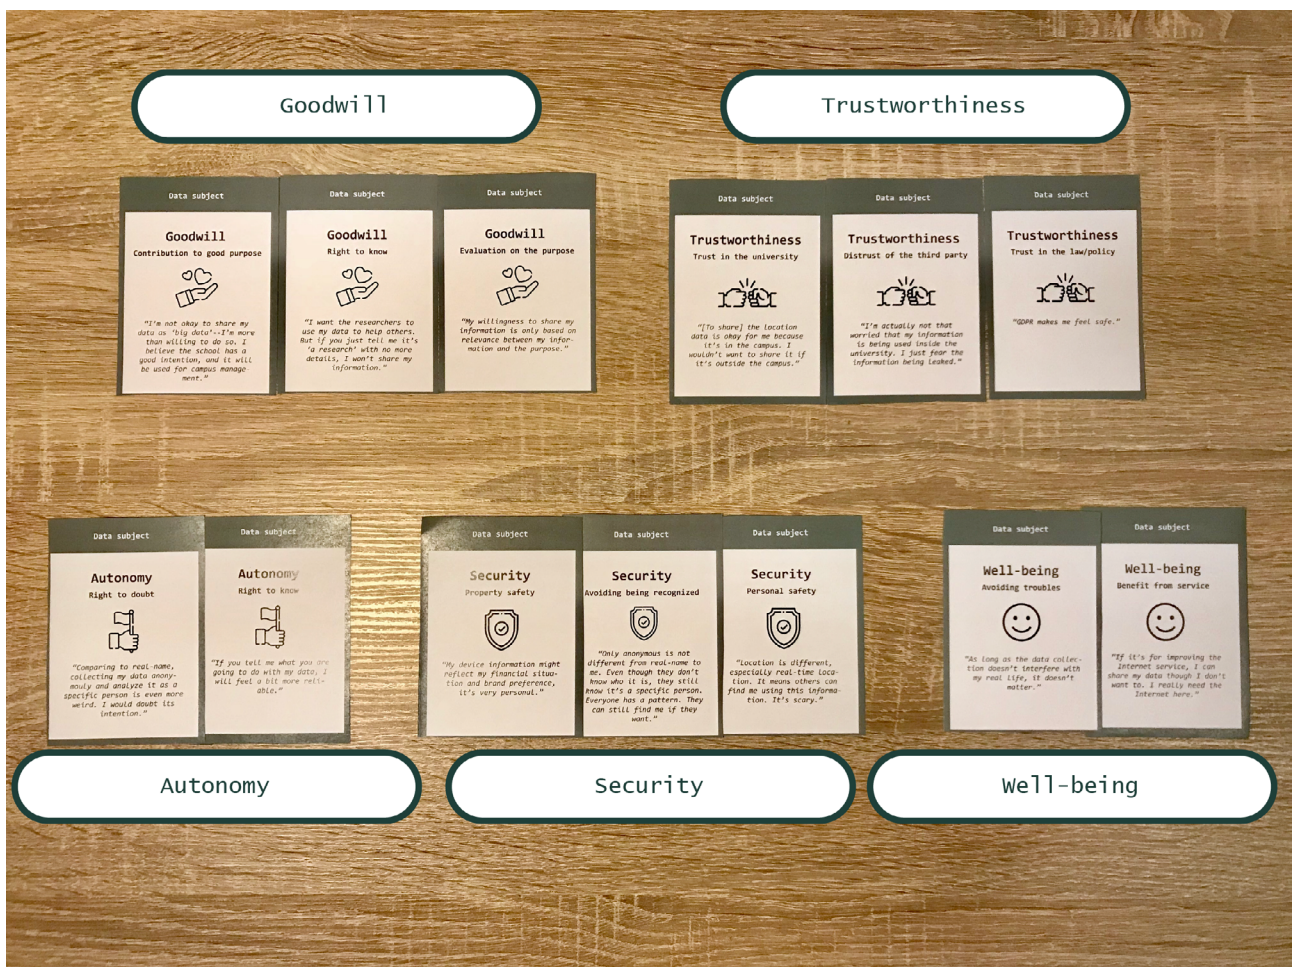 Goodwill
Trustworthiness
Data subject
Goodwill
Contribution to good purpose
"I'm not okay to share my
data as 'big data'--I'm more
than willing to do so. I
believe the school has a
good intention, and it will
be used for campus manage-
ment."
Data subject
Goodwill
Right to know
"I want the researchers to
use my data to help others.
But if you just tell me it's
'a research' with no more
details, I won't share my
information."
Data subject
Goodwill
Evaluation on the purpose
"My willingness to share my
information is only based on
relevance between my infor-
mation and the purpose."
Data subject
Trustworthiness
Trust in the university
"[To share] the location
data is okay for me because
it's in the campus. I
wouldn't want to share it if
it's outside the campus."
Data subject
Trustworthiness
Distrust of the third party
"I'm actually not that
worried that my information
is being used inside the
university. I just fear the
information being leaked."
Data subject
Trustworthiness
Trust in the law/policy
"GDPR makes me feel safe."
Data subject
Autonomy
Right to doubt
"Comparing to real-name,
collecting my data anony-
mouly and analyze it as a
specific person is even more
weird. I would doubt its
intention."
Data subject
Autonomy
Right to know
"If you tell me what you are
going to do with my data, I
will feel a bit more reli-
able."
Data subject
Security
Property safety
"My device information might
reflect my financial situa-
tion and brand preference,
it's very personal."
Data subject
Security
Avoiding being recognized
"Only anonymous is not
different from real-name to
me. Even though they don't
know who it is, they still
know it's a specific person.
Everyone has a pattern. They
can still find me if they
want."
Data subject
Security
Personal safety
"Location is different,
especially real-time loca-
tion. It means others can
find me using this informa-
tion. It's scary."
Data subject
Well-being
Avoiding troubles
"As long as the data collec-
tion doesn't interfere with
my real life, it doesn't
matter."
Data subject
Well-being
Benefit from service
"If it's for improving the
Internet service, I can
share my data though I don't
want to. I really need the
Internet here."
Autonomy
Security
Well-being